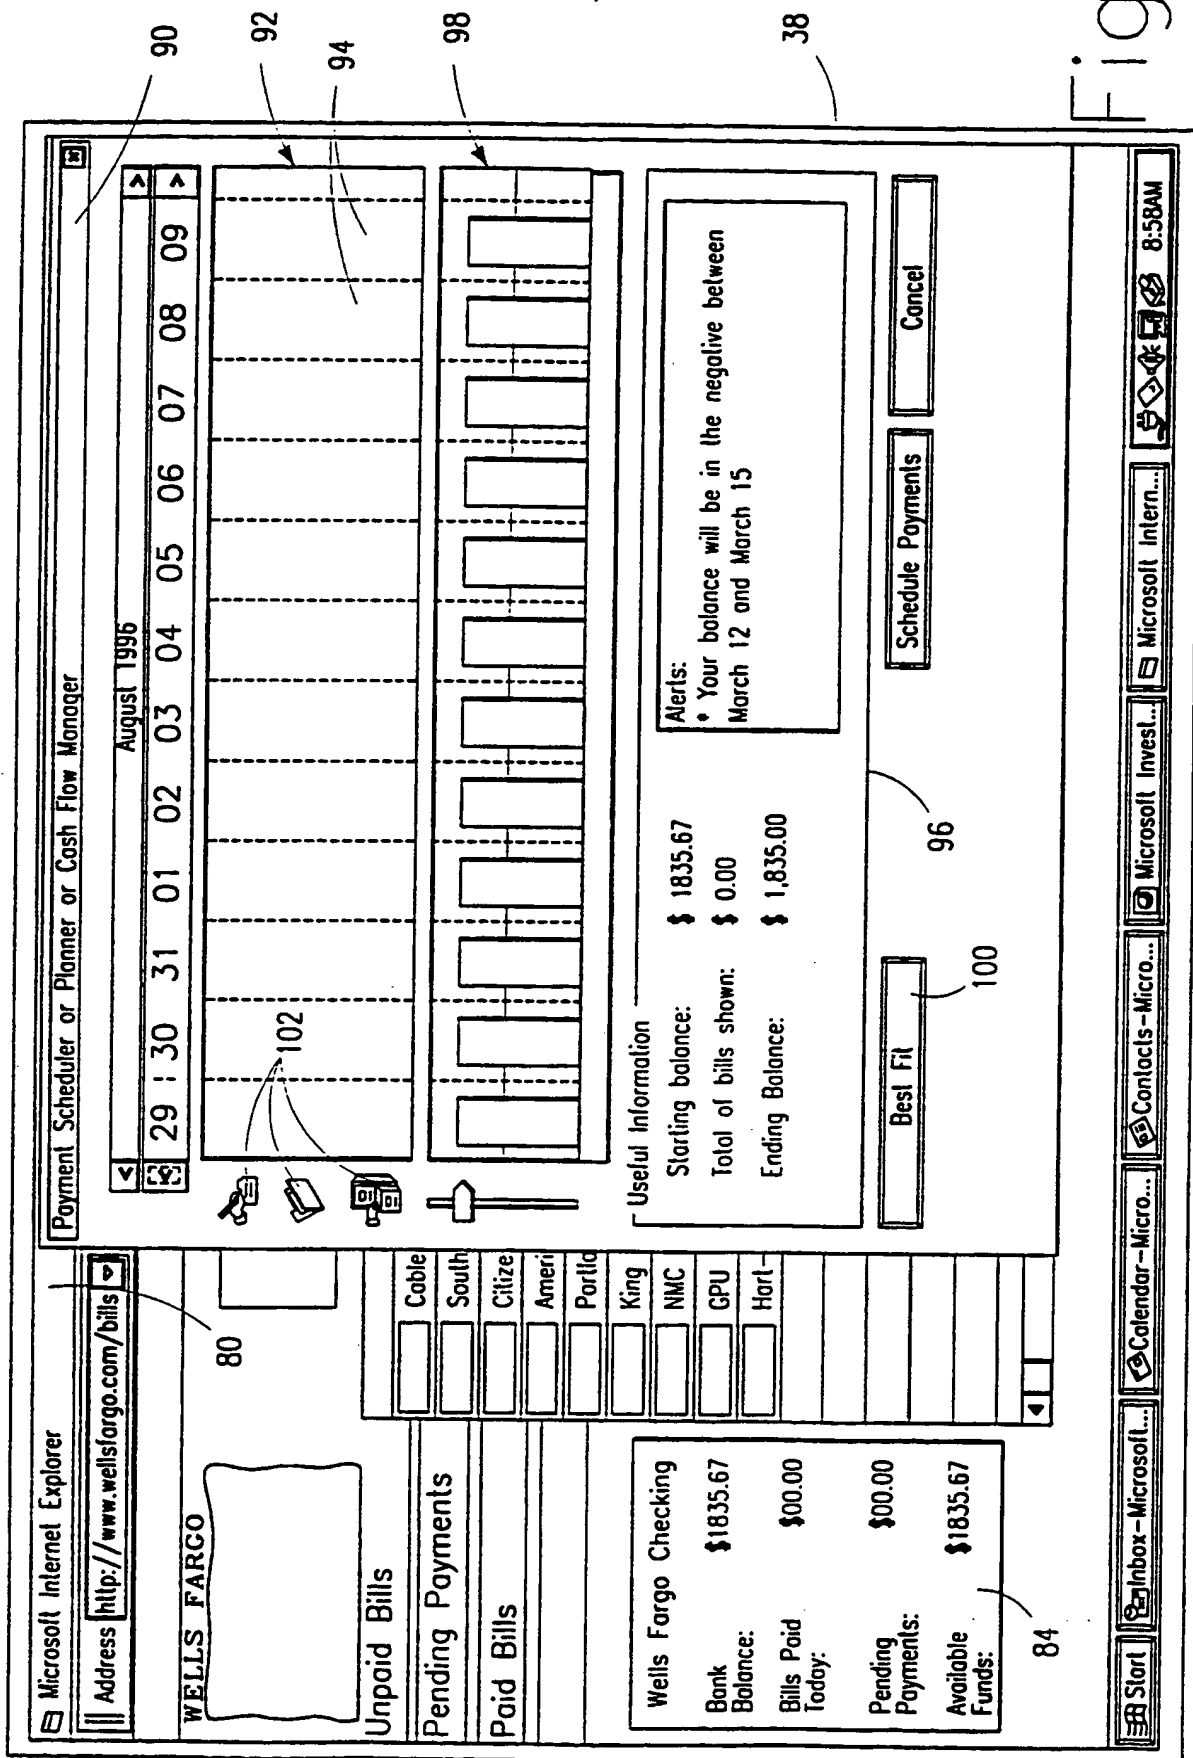 Microsoft Internet Explorer
Address http://www.wellsfargo.com/bills
80
WELLS FARGO
Unpaid Bills
Pending Payments
Paid Bills
Cable
South
Citize
Ameri
Portla
King
NMC
GPU
Hart-
Wells Fargo Checking
Bank Balance: $1835.67
Bills Paid Today: $00.00
Pending Payments: $00.00
Available Funds: $1835.67
84
Payment Scheduler or Planner or Cash Flow Manager
90
August 1996
29 30 31 01 02 03 04 05 06 07 08 09
92
94
98
102
38
Useful Information
Starting balance: $ 1835.67
Total of bills shown: $ 0.00
Ending Balance: $ 1,835.00
Alerts:
* Your balance will be in the negative between
March 12 and March 15
96
Best Fit
100
Schedule Payments
Cancel
Start
Inbox-Microsoft...
Calendar-Micro...
Contacts-Micro...
Microsoft Invest...
Microsoft Intern...
8:58AM
Fig